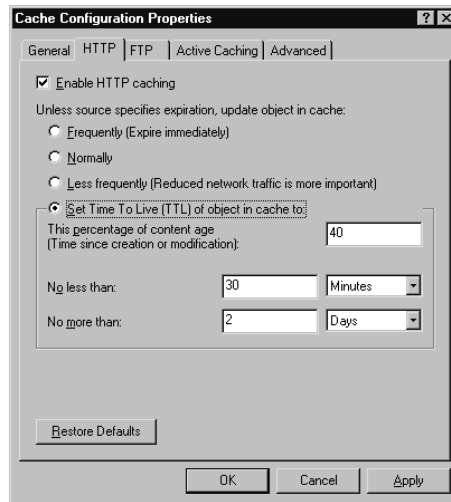 Cache Configuration Properties
General HTTP FTP Active Caching Advanced
Enable HTTP caching
Unless source specifies expiration, update object in cache:
Frequently (Expire immediately)
Normally
Less frequently (Reduced network traffic is more important)
Set Time To Live (TTL) of object in cache to:
This percentage of content age
(Time since creation or modification):
40
No less than: 30 Minutes
No more than: 2 Days
Restore Defaults
OK Cancel Apply